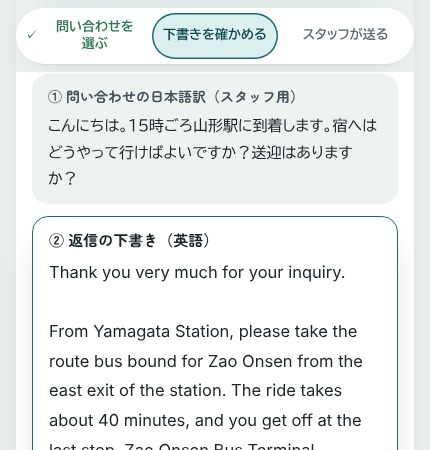 ✓ 問い合わせを
選ぶ
下書きを確かめる
スタッフが送る
① 問い合わせの日本語訳（スタッフ用）
こんにちは。15時ごろ山形駅に到着します。宿へは
どうやって行けばよいですか？送迎はあります
か？
② 返信の下書き（英語）
Thank you very much for your inquiry.
From Yamagata Station, please take the
route bus bound for Zao Onsen from the
east exit of the station. The ride takes
about 40 minutes, and you get off at the
last stop, Zao Onsen Bus Terminal.